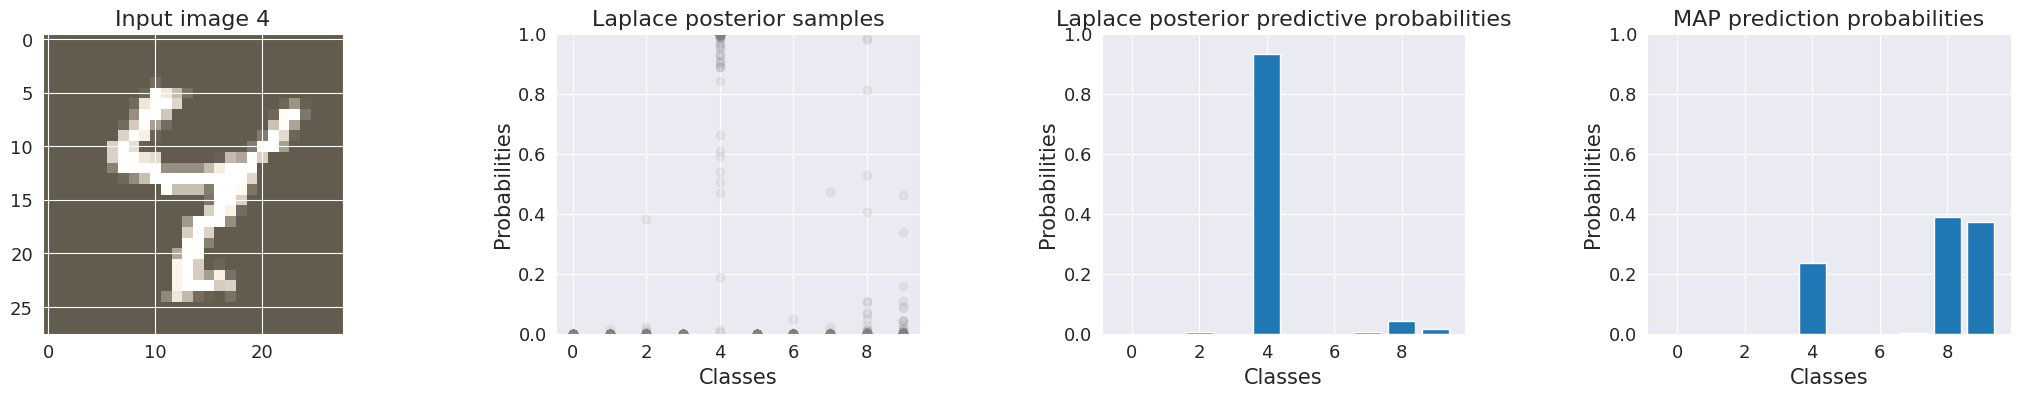 Input image 4
0
5
10
15
20
25
0 10 20
4
Laplace posterior samples
Probabilities
1.0
0.8
0.6
0.4
0.2
0.0
0 2 4 6 8
Classes
Laplace posterior predictive probabilities
Probabilities
1.0
0.8
0.6
0.4
0.2
0.0
0 2 4 6 8
Classes
MAP prediction probabilities
Probabilities
1.0
0.8
0.6
0.4
0.2
0.0
0 2 4 6 8
Classes